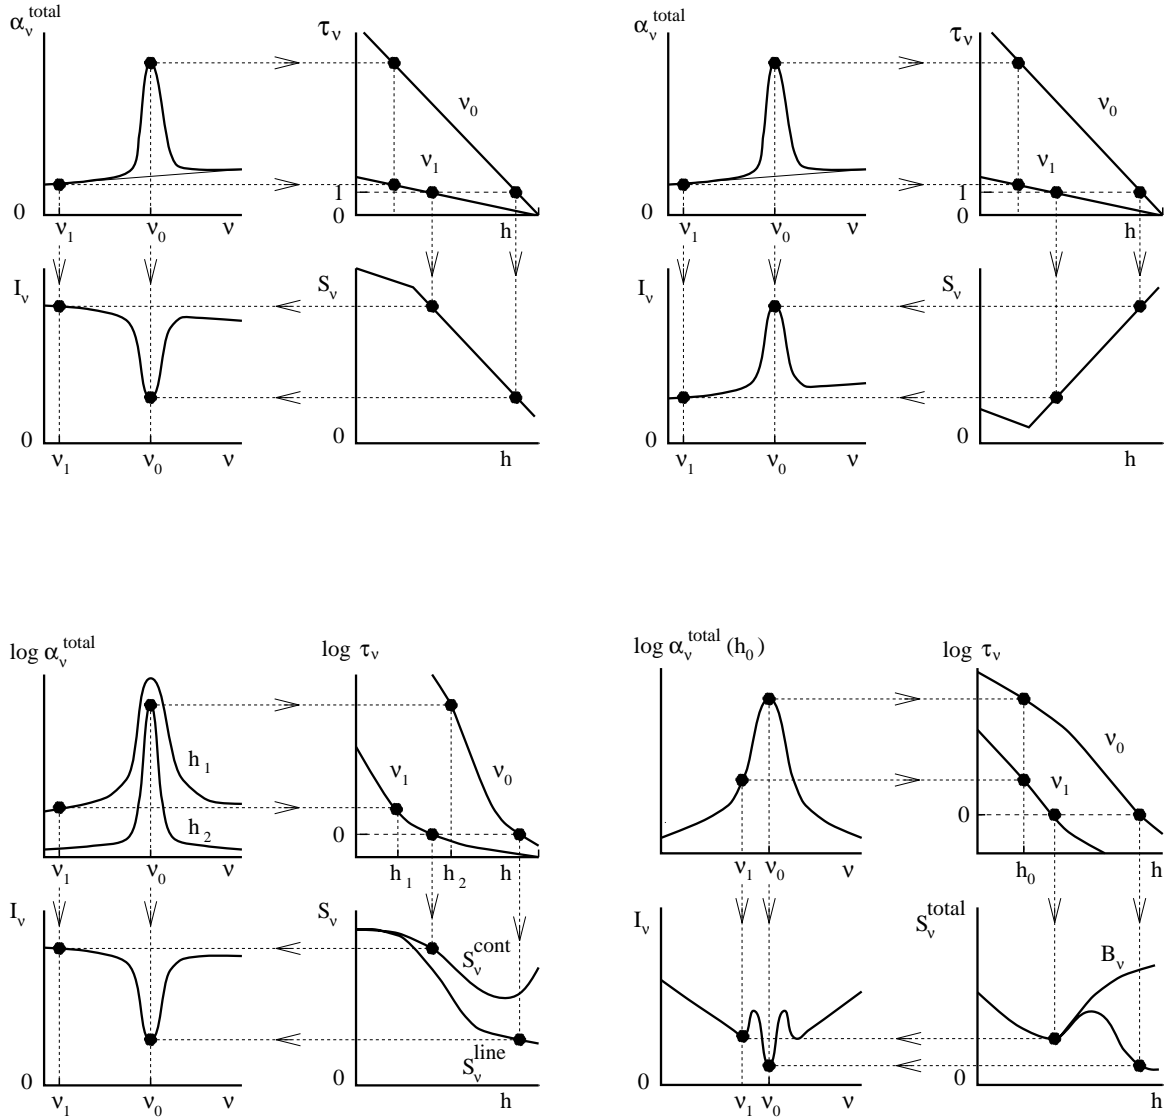 α_ν^total τ_ν
ν_0
ν_1
1
0 0
ν_1 ν_0 ν h
I_ν S_ν
0 0
ν_1 ν_0 ν h
α_ν^total τ_ν
ν_0
ν_1
1
0 0
ν_1 ν_0 ν h
I_ν S_ν
0 0
ν_1 ν_0 ν h
log α_ν^total log τ_ν
h_1 ν_1 ν_0
h_2 0
ν_1 ν_0 ν h_1 h_2 h
I_ν S_ν
S_ν^cont
S_ν^line
0 0
ν_1 ν_0 ν h
log α_ν^total (h_0) log τ_ν
ν_0
ν_1
0
ν_1 ν_0 ν h_0 h
I_ν S_ν^total
B_ν
0 0
ν_1 ν_0 ν h